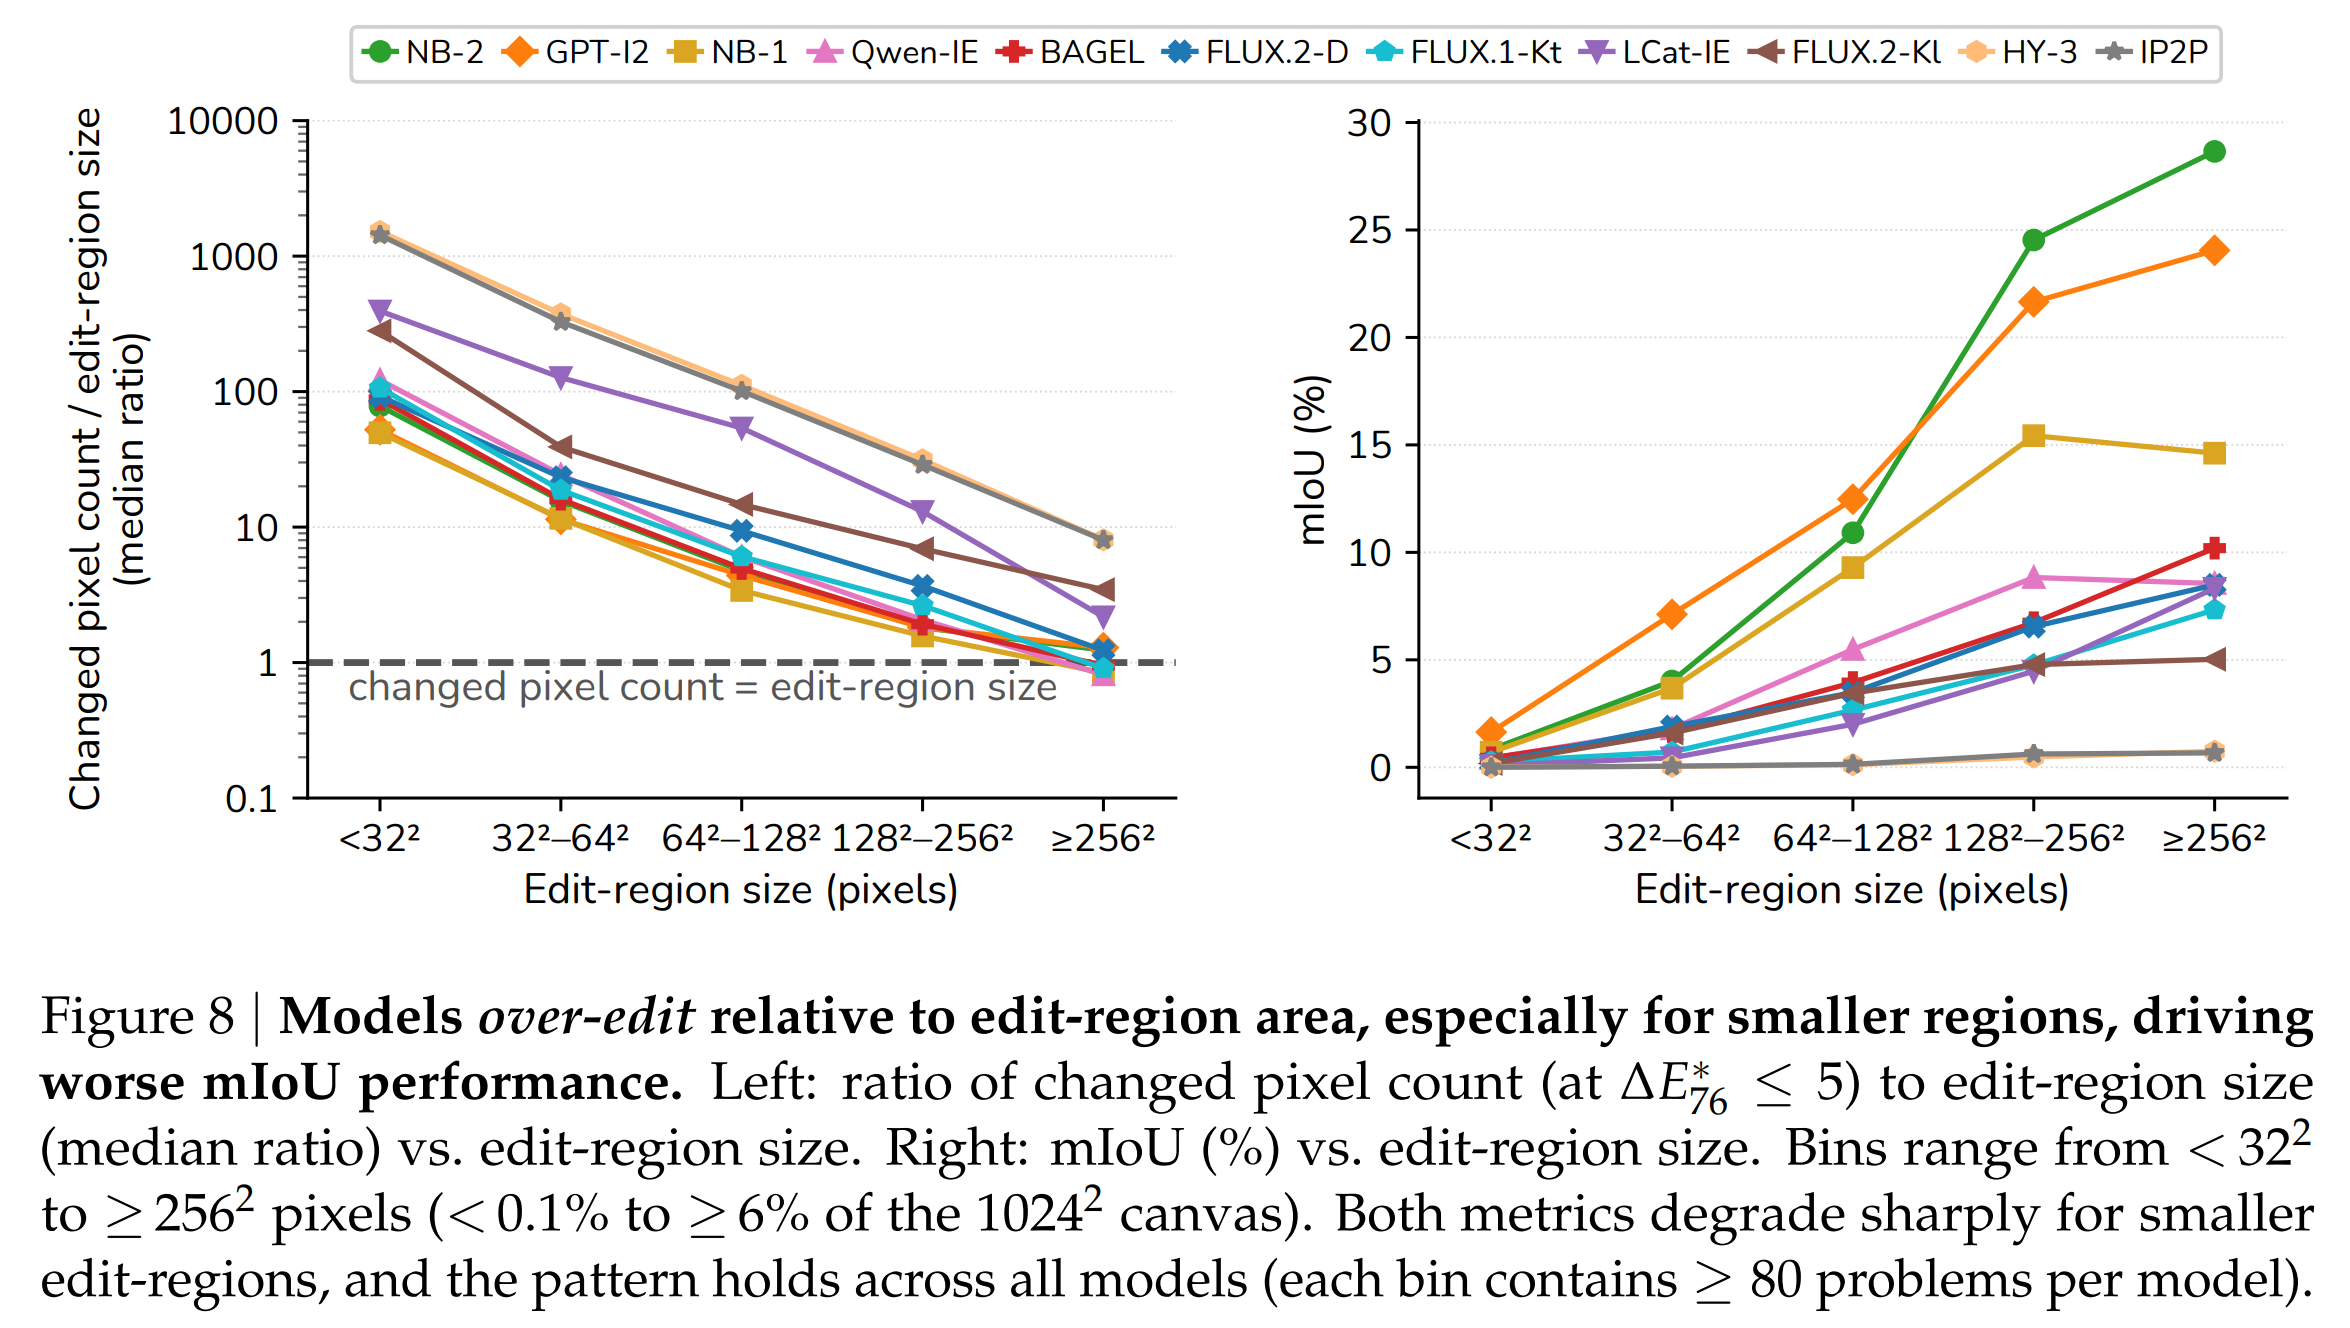 NB-2 GPT-I2 NB-1 Qwen-IE BAGEL FLUX.2-D FLUX.1-Kt LCat-IE FLUX.2-Kl HY-3 IP2P
Changed pixel count / edit-region size
(median ratio)
10000
1000
100
10
1
0.1
changed pixel count = edit-region size
<32² 32²–64² 64²–128² 128²–256² ≥256²
Edit-region size (pixels)
mIoU (%)
30
25
20
15
10
5
0
<32² 32²–64² 64²–128² 128²–256² ≥256²
Edit-region size (pixels)
Figure 8 | Models over-edit relative to edit-region area, especially for smaller regions, driving
worse mIoU performance. Left: ratio of changed pixel count (at ΔE*76 ≤ 5) to edit-region size
(median ratio) vs. edit-region size. Right: mIoU (%) vs. edit-region size. Bins range from < 32²
to ≥ 256² pixels (< 0.1% to ≥ 6% of the 1024² canvas). Both metrics degrade sharply for smaller
edit-regions, and the pattern holds across all models (each bin contains ≥ 80 problems per model).